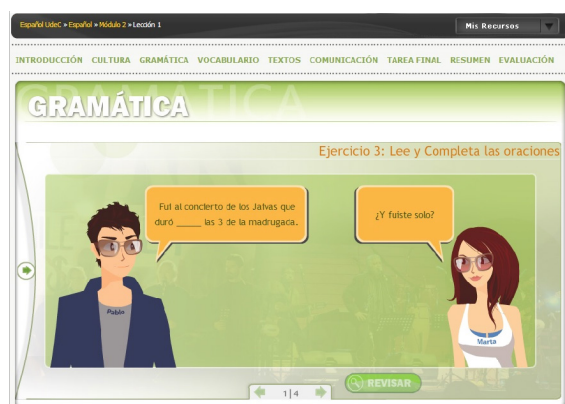 Español UdeC » Español » Módulo 2 » Lección 1
Mis Recursos
INTRODUCCIÓN CULTURA GRAMÁTICA VOCABULARIO TEXTOS COMUNICACIÓN TAREA FINAL RESUMEN EVALUACIÓN
GRAMÁTICA
Ejercicio 3: Lee y Completa las oraciones
Fui al concierto de los Jaivas que
duró _____ las 3 de la madrugada.
¿Y fuiste solo?
Pablo
Marta
1|4
REVISAR